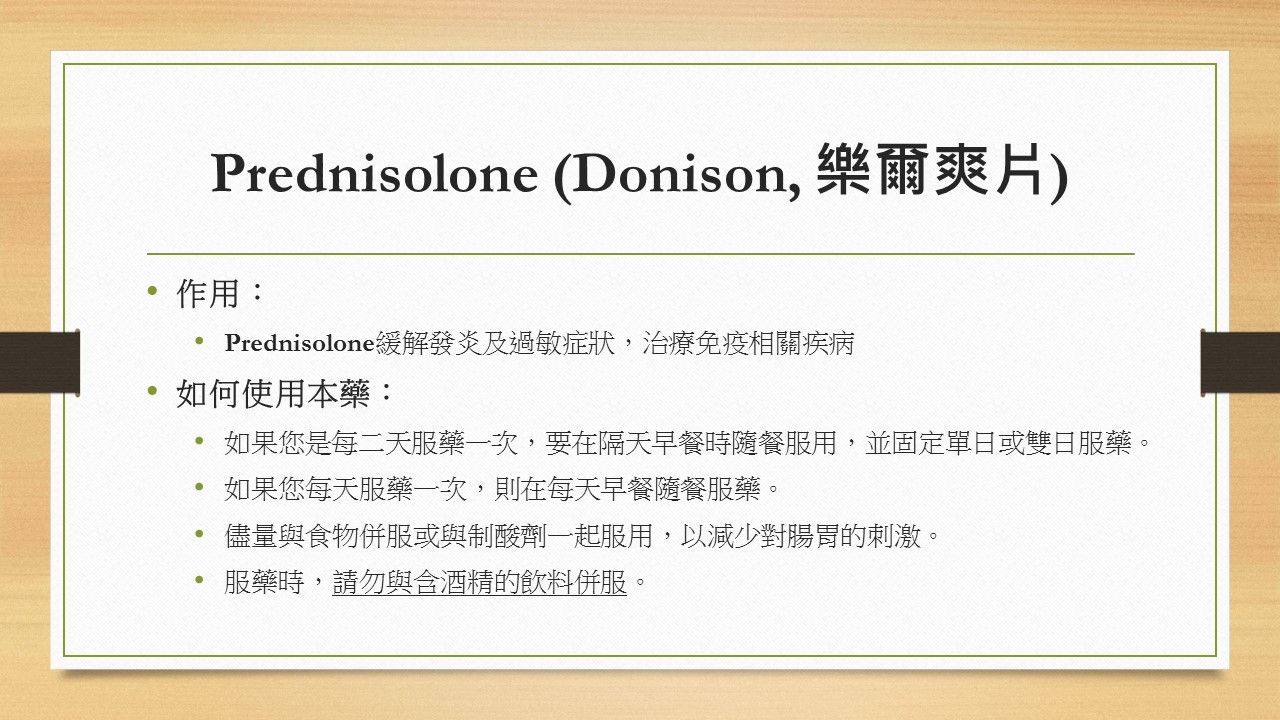 Prednisolone (Donison, 樂爾爽片)
• 作用：
• Prednisolone緩解發炎及過敏症狀，治療免疫相關疾病
• 如何使用本藥：
• 如果您是每二天服藥一次，要在隔天早餐時隨餐服用，並固定單日或雙日服藥。
• 如果您每天服藥一次，則在每天早餐隨餐服藥。
• 儘量與食物併服或與制酸劑一起服用，以減少對腸胃的刺激。
• 服藥時，請勿與含酒精的飲料併服。